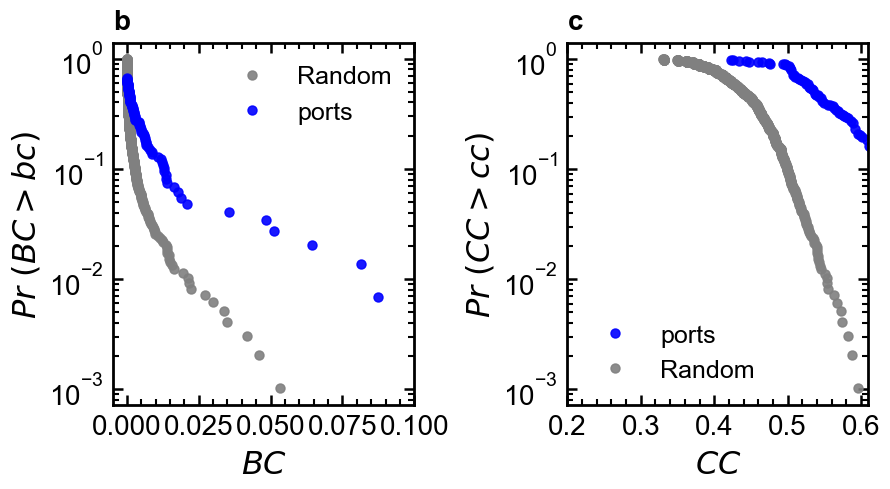 b
10^0
10^-1
10^-2
10^-3
Pr (BC > bc)
Random
ports
0.000 0.025 0.050 0.075 0.100
BC
c
10^0
10^-1
10^-2
10^-3
Pr (CC > cc)
ports
Random
0.2 0.3 0.4 0.5 0.6
CC